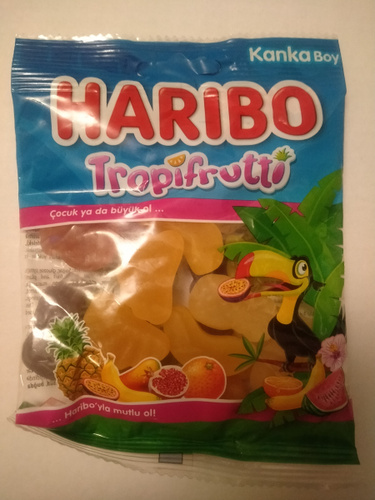 Kanka Boy
HARIBO
Tropifrutti
Çocuk ya da büyük ol ...
... Haribo'yla mutlu ol!